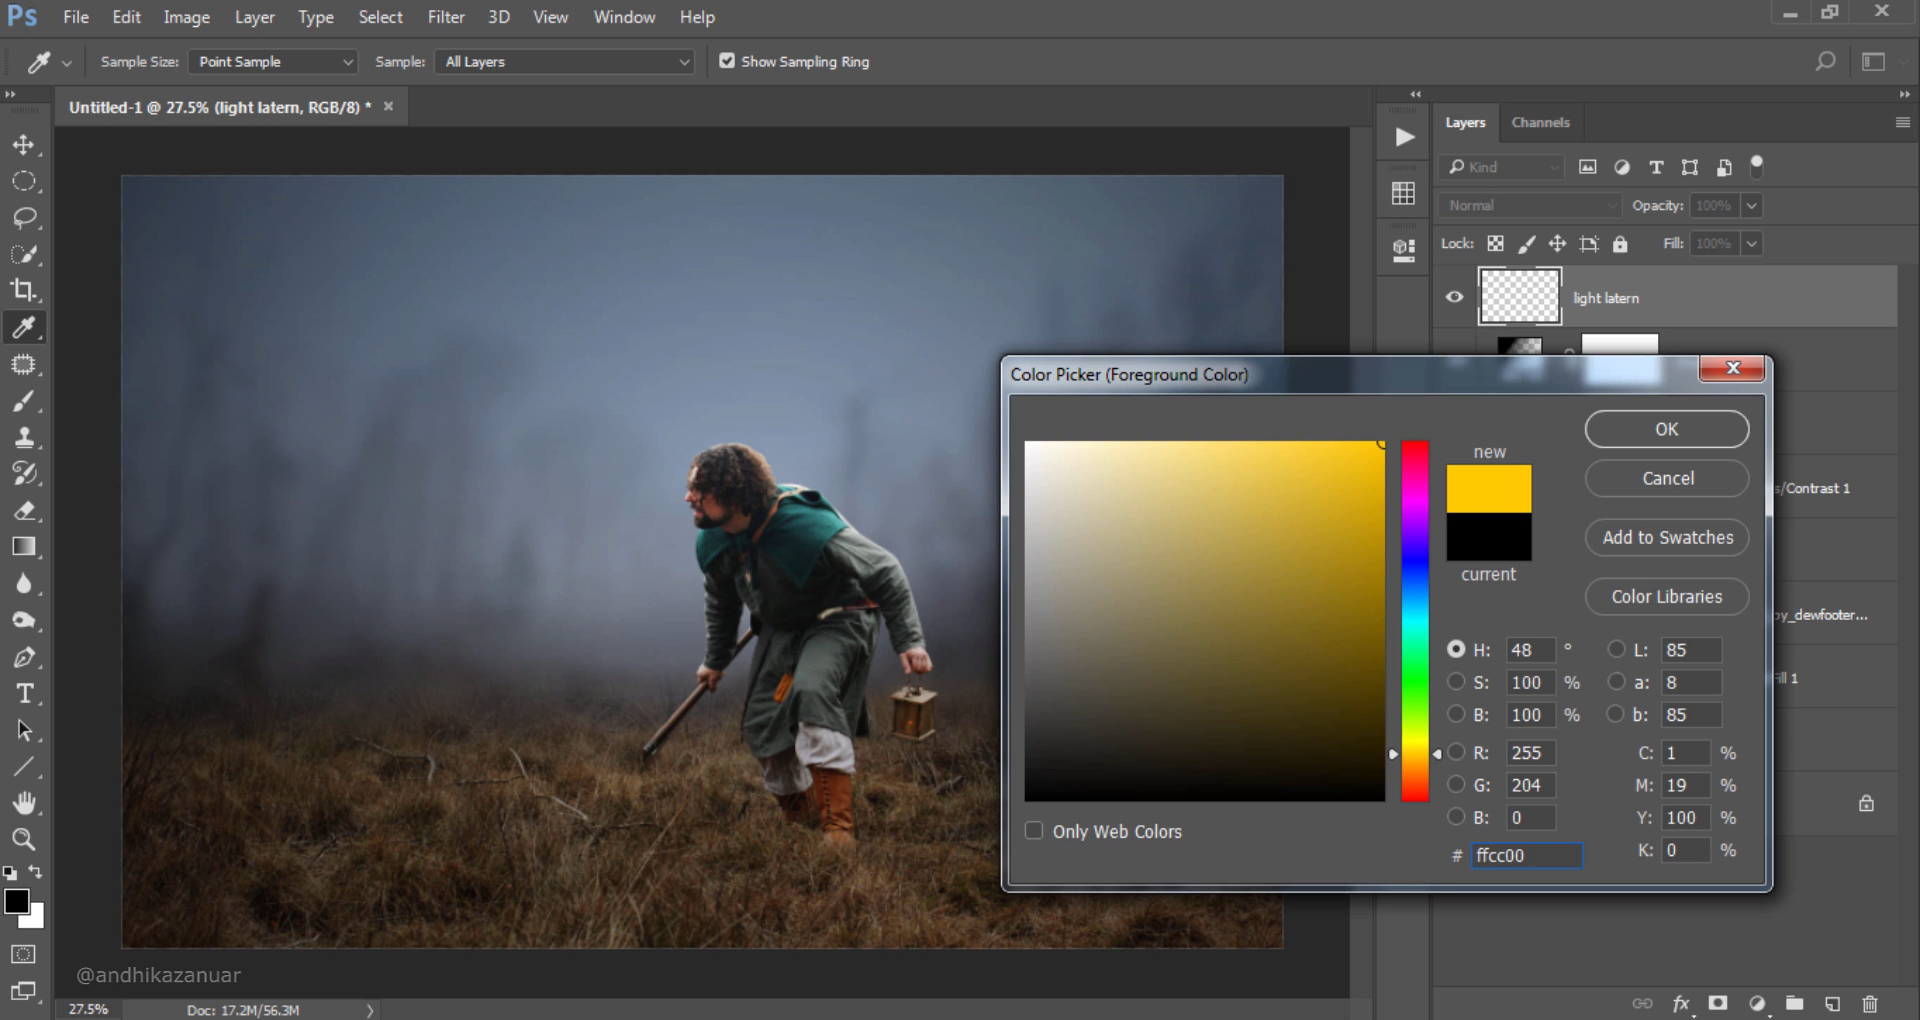 Ps File Edit Image Layer Type Select Filter 3D View Window Help
Sample Size: Point Sample Sample: All Layers Show Sampling Ring
Untitled-1 @ 27.5% (light latern, RGB/8) * ×
Layers Channels
Kind
Normal Opacity: 100%
Lock: Fill: 100%
light latern
Color Picker (Foreground Color)
OK
new
Cancel
s/Contrast 1
Add to Swatches
current
Color Libraries
by_dewfooter...
H: 48 ° L: 85
S: 100 % a: 8
ill 1
B: 100 % b: 85
R: 255 C: 1 %
G: 204 M: 19 %
B: 0 Y: 100 %
Only Web Colors
# ffcc00 K: 0 %
@andhikazanuar
27.5% Doc: 17.2M/56.3M
fx